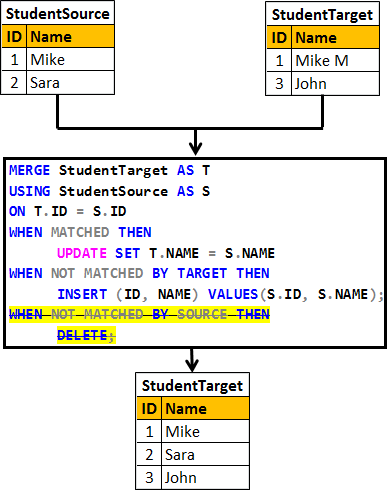 StudentSource
ID Name
1 Mike
2 Sara
StudentTarget
ID Name
1 Mike M
3 John
MERGE StudentTarget AS T
USING StudentSource AS S
ON T.ID = S.ID
WHEN MATCHED THEN
UPDATE SET T.NAME = S.NAME
WHEN NOT MATCHED BY TARGET THEN
INSERT (ID, NAME) VALUES(S.ID, S.NAME);
WHEN NOT MATCHED BY SOURCE THEN
DELETE;
StudentTarget
ID Name
1 Mike
2 Sara
3 John